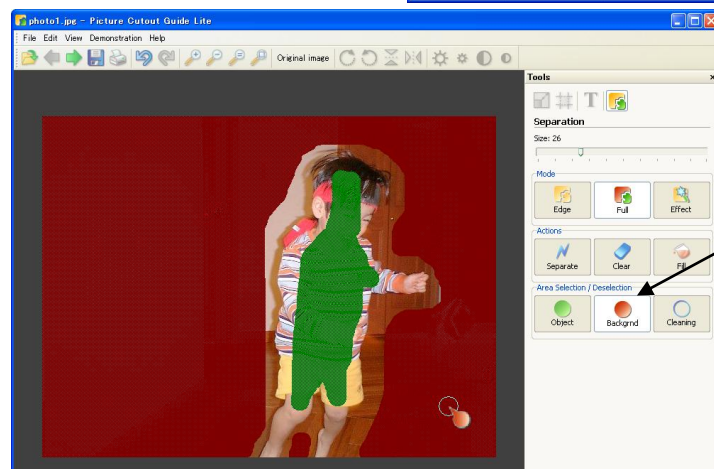 photo1.jpg - Picture Cutout Guide Lite
File Edit View Demonstration Help
Original image
Tools
T
Separation
Size: 26
Mode
Edge Full Effect
Actions
Separate Clear Fill
Area Selection / Deselection
Object Backgrnd Cleaning